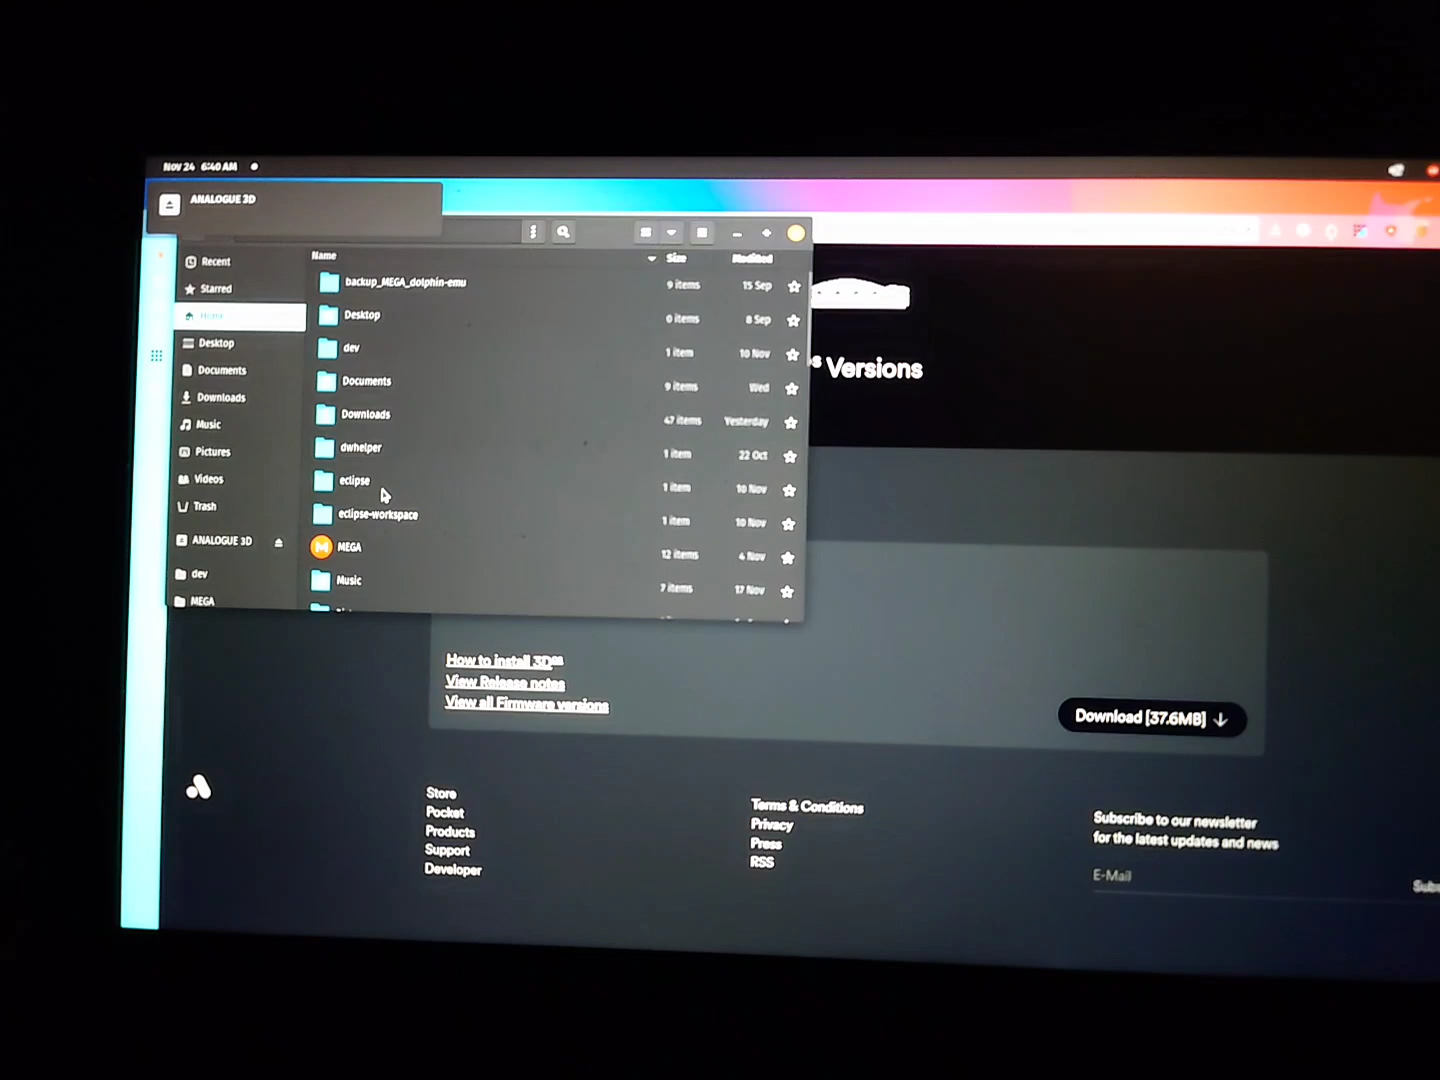 Nov 24 6:40 AM
ANALOGUE 3D
Name Size Modified
Recent
Starred
Home
Desktop
Documents
Downloads
Music
Pictures
Videos
Trash
ANALOGUE 3D
dev
MEGA
backup_MEGA_dolphin-emu 9 items 15 Sep
Desktop 0 items 8 Sep
dev 1 item 10 Nov
Documents 9 items Wed
Downloads 47 items Yesterday
dwhelper 1 item 22 Oct
eclipse 1 item 10 Nov
eclipse-workspace 1 item 10 Nov
MEGA 12 items 4 Nov
Music 7 items 17 Nov
os Versions
How to install 3Dos
View Release notes
View all Firmware versions
Download [37.6MB]
Store
Pocket
Products
Support
Developer
Terms & Conditions
Privacy
Press
RSS
Subscribe to our newsletter
for the latest updates and news
E-Mail